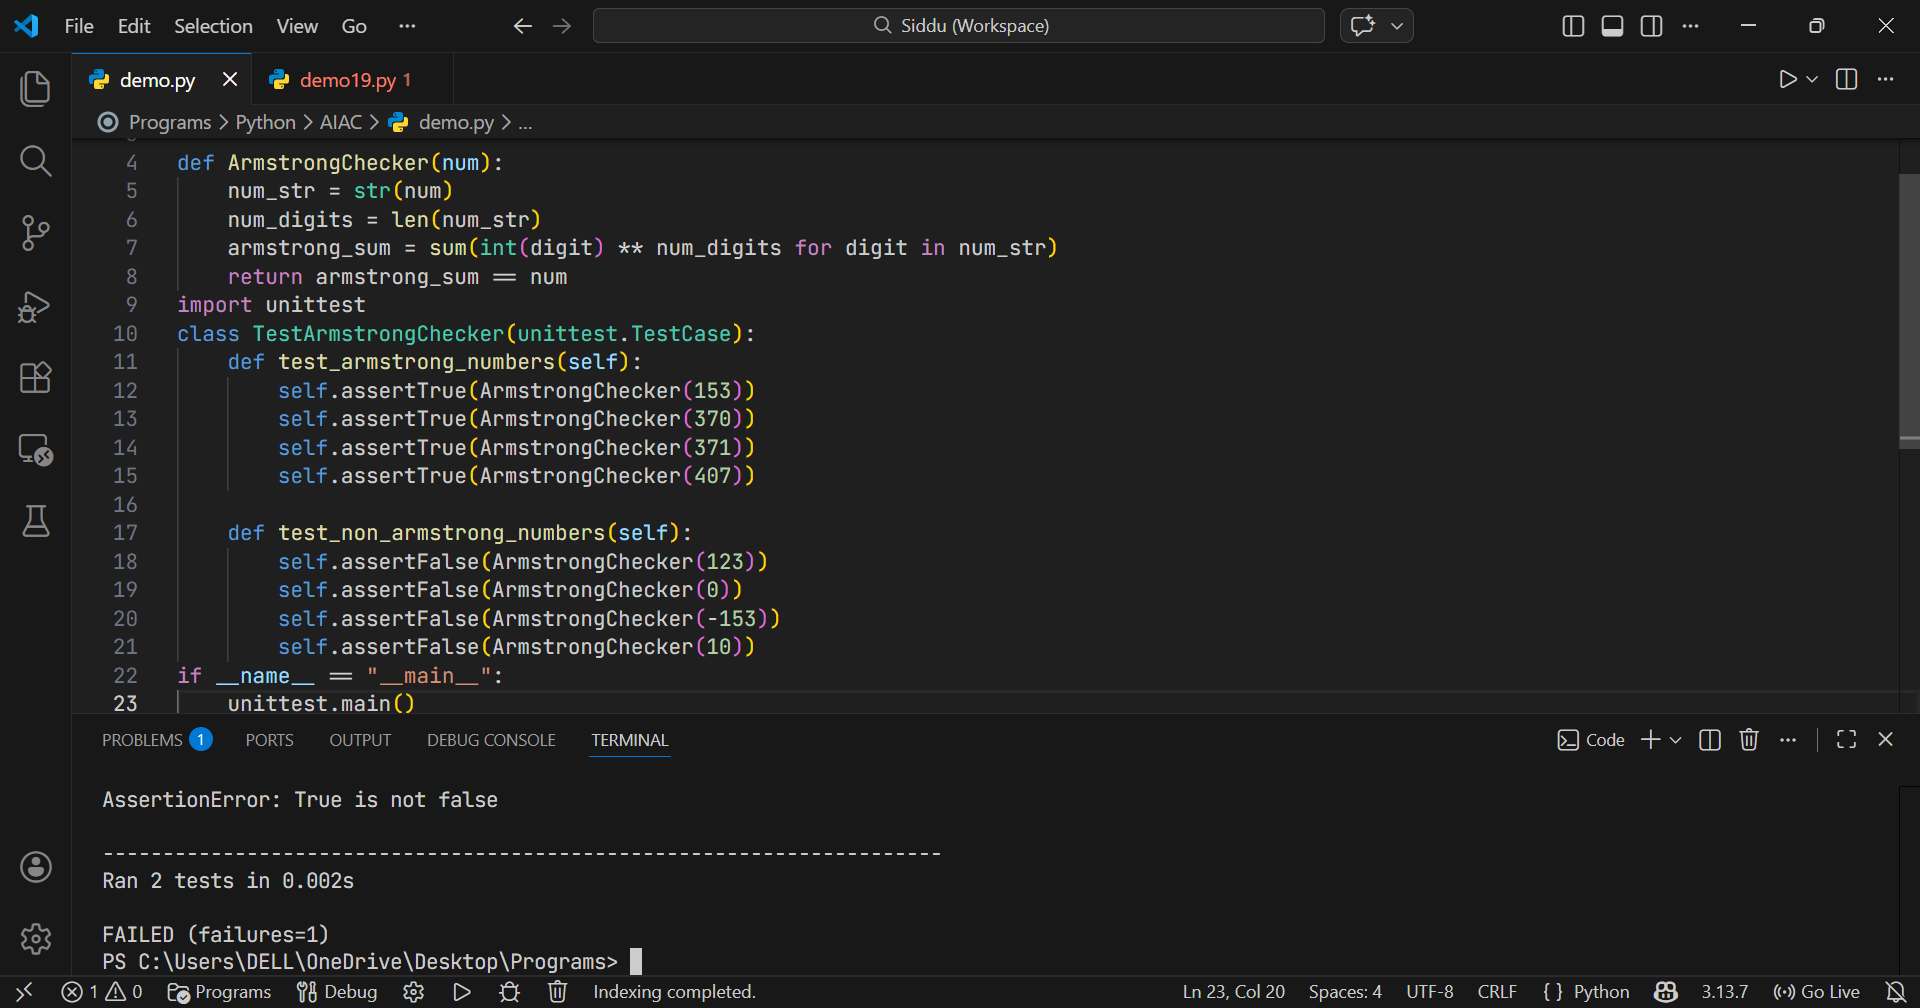 File Edit Selection View Go ··· Siddu (Workspace)
demo.py demo19.py 1
Programs > Python > AIAC > demo.py > ...
4 def ArmstrongChecker(num):
5 num_str = str(num)
6 num_digits = len(num_str)
7 armstrong_sum = sum(int(digit) ** num_digits for digit in num_str)
8 return armstrong_sum == num
9 import unittest
10 class TestArmstrongChecker(unittest.TestCase):
11 def test_armstrong_numbers(self):
12 self.assertTrue(ArmstrongChecker(153))
13 self.assertTrue(ArmstrongChecker(370))
14 self.assertTrue(ArmstrongChecker(371))
15 self.assertTrue(ArmstrongChecker(407))
16
17 def test_non_armstrong_numbers(self):
18 self.assertFalse(ArmstrongChecker(123))
19 self.assertFalse(ArmstrongChecker(0))
20 self.assertFalse(ArmstrongChecker(-153))
21 self.assertFalse(ArmstrongChecker(10))
22 if __name__ == "__main__":
23 unittest.main()
PROBLEMS 1 PORTS OUTPUT DEBUG CONSOLE TERMINAL Code
AssertionError: True is not false
----------------------------------------------------------------------
Ran 2 tests in 0.002s
FAILED (failures=1)
PS C:\Users\DELL\OneDrive\Desktop\Programs>
1 0 Programs Debug Indexing completed. Ln 23, Col 20 Spaces: 4 UTF-8 CRLF { } Python 3.13.7 Go Live